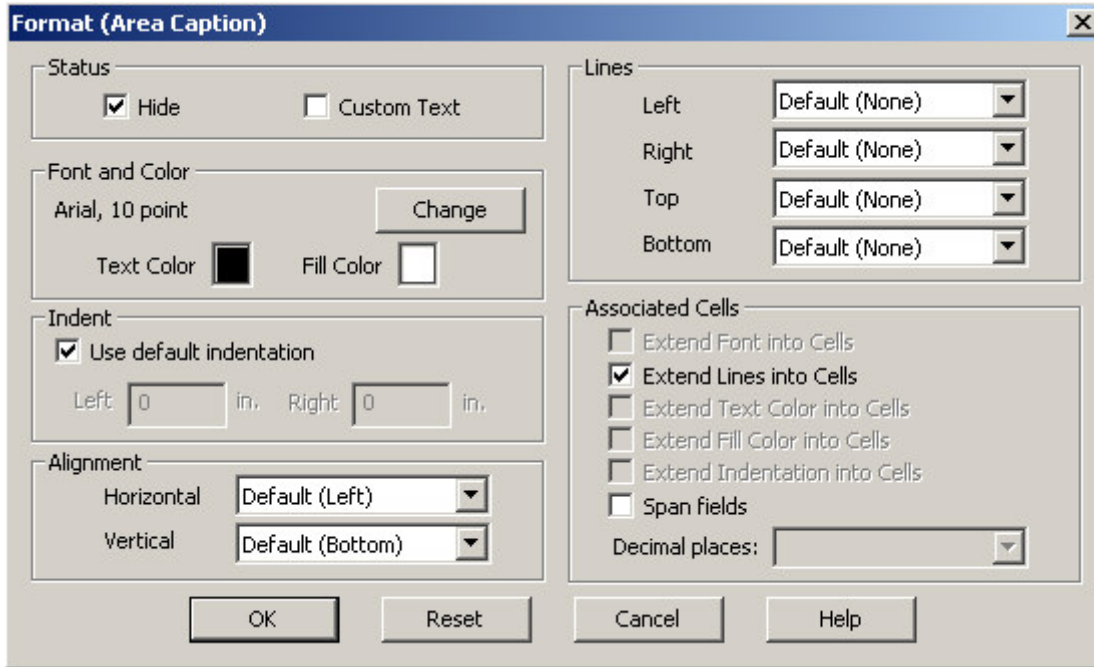 Format (Area Caption)
Status
Hide
Custom Text
Font and Color
Arial, 10 point
Change
Text Color
Fill Color
Indent
Use default indentation
Left 0 in. Right 0 in.
Alignment
Horizontal Default (Left)
Vertical Default (Bottom)
Lines
Left Default (None)
Right Default (None)
Top Default (None)
Bottom Default (None)
Associated Cells
Extend Font into Cells
Extend Lines into Cells
Extend Text Color into Cells
Extend Fill Color into Cells
Extend Indentation into Cells
Span fields
Decimal places:
OK
Reset
Cancel
Help